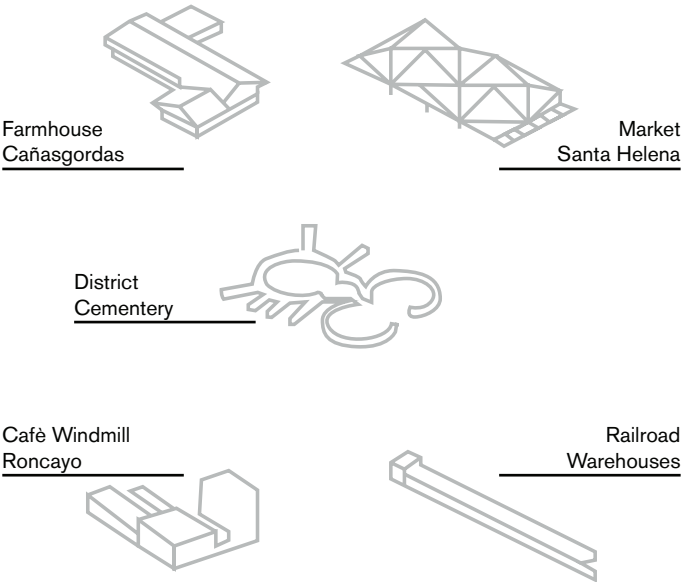 Farmhouse
Cañasgordas
Market
Santa Helena
District
Cementery
Cafè Windmill
Roncayo
Railroad
Warehouses